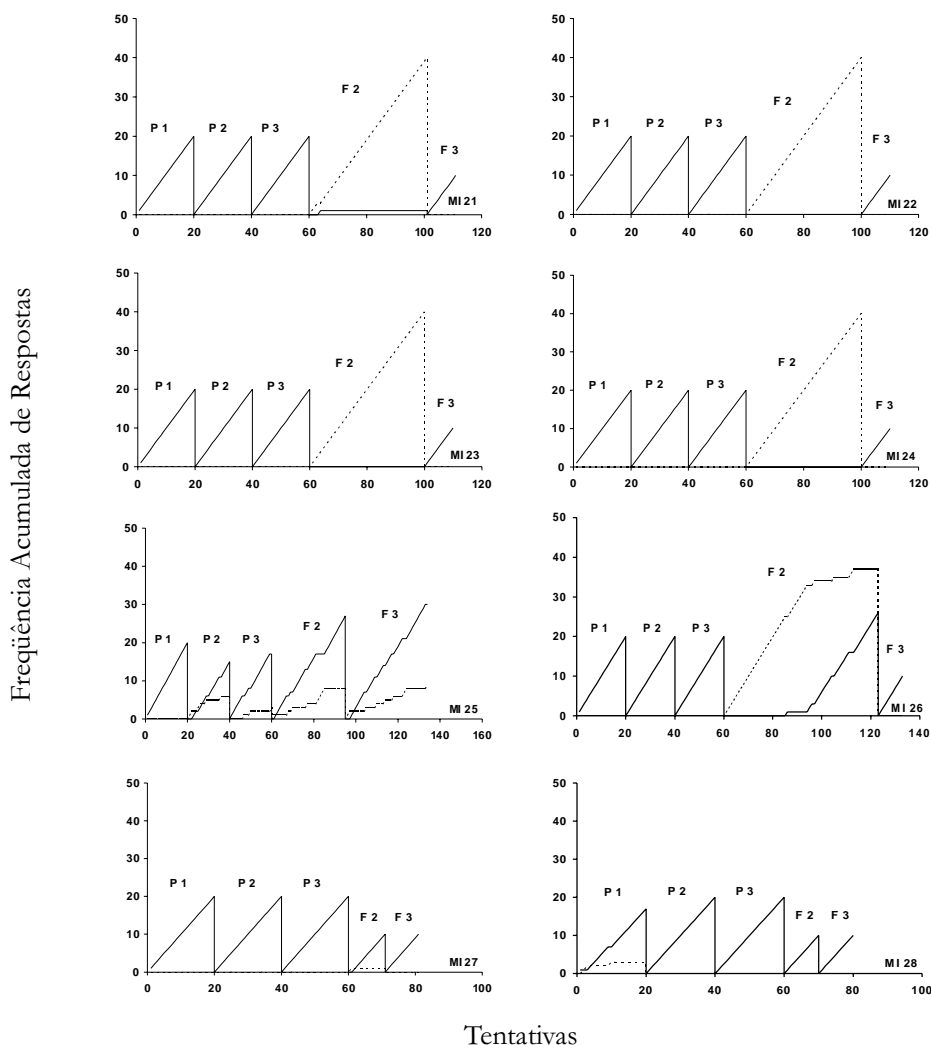 Freqüência Acumulada de Respostas
50
40
30
20
10
0
P 1 P 2 P 3 F 2 F 3
MI 21
0 20 40 60 80 100 120
50
40
30
20
10
0
P 1 P 2 P 3 F 2 F 3
MI 22
0 20 40 60 80 100 120
50
40
30
20
10
0
P 1 P 2 P 3 F 2 F 3
MI 23
0 20 40 60 80 100 120
50
40
30
20
10
0
P 1 P 2 P 3 F 2 F 3
MI 24
0 20 40 60 80 100 120
50
40
30
20
10
0
P 1 P 2 P 3 F 2 F 3
MI 25
0 20 40 60 80 100 120 140 160
50
40
30
20
10
0
P 1 P 2 P 3 F 2 F 3
MI 26
0 20 40 60 80 100 120 140
50
40
30
20
10
0
P 1 P 2 P 3 F 2 F 3
MI 27
0 20 40 60 80 100
50
40
30
20
10
0
P 1 P 2 P 3 F 2 F 3
MI 28
0 20 40 60 80 100
Tentativas